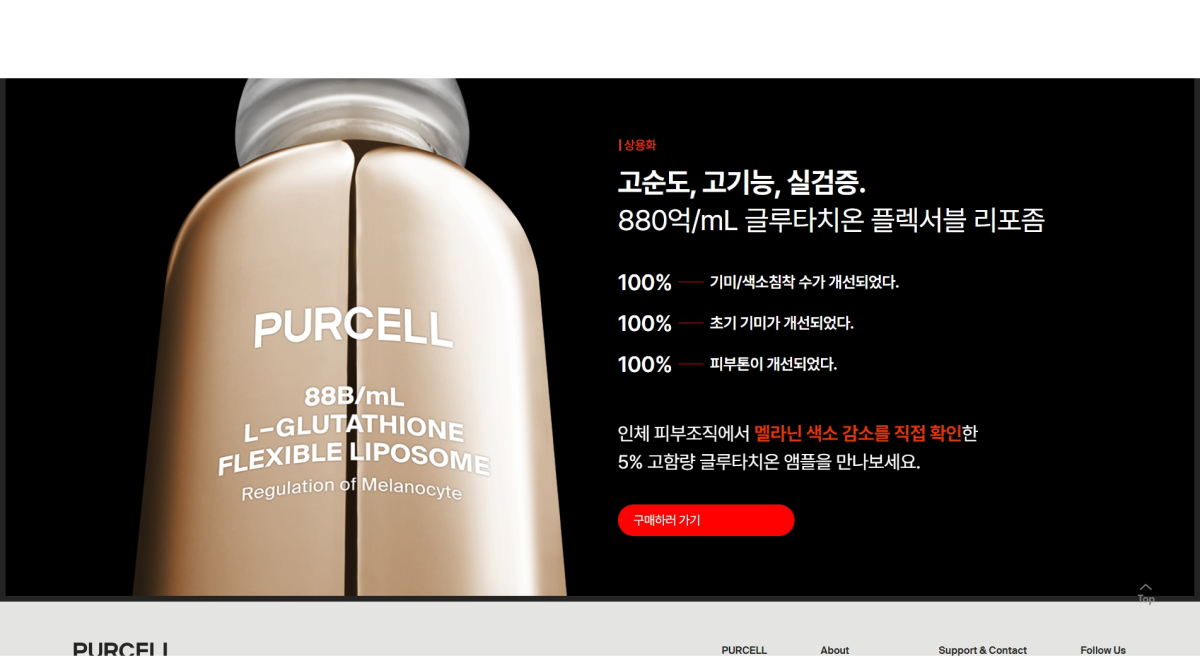 PURCELL
88B/mL
L-GLUTATHIONE
FLEXIBLE LIPOSOME
Regulation of Melanocyte
상용화
고순도, 고기능, 실검증.
880억/mL 글루타치온 플렉서블 리포좀
100% 기미/색소침착 수가 개선되었다.
100% 초기 기미가 개선되었다.
100% 피부톤이 개선되었다.
인체 피부조직에서 멜라닌 색소 감소를 직접 확인한
5% 고함량 글루타치온 앰플을 만나보세요.
구매하러 가기
Top
PURCELL
PURCELL About Support & Contact Follow Us